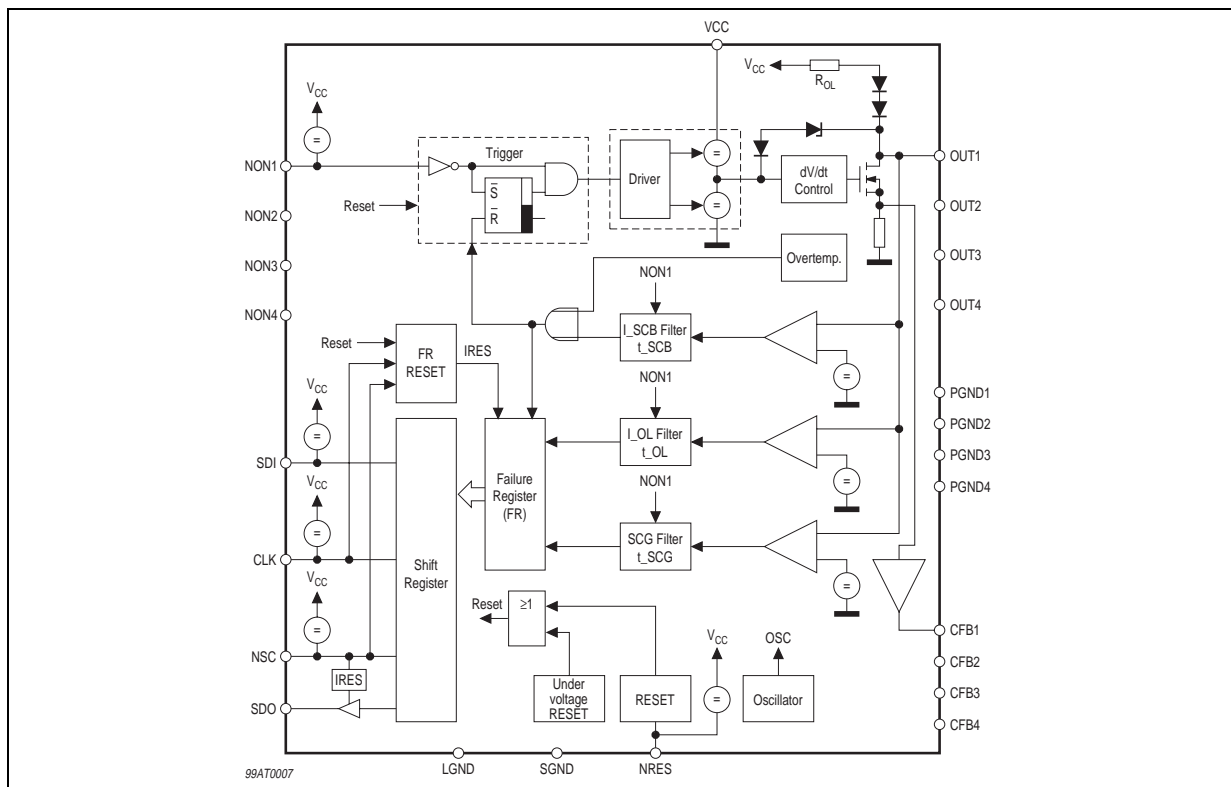 VCC
VCC
ROL
VCC
NON1
Trigger
S
R
Reset
Driver
dV/dt
Control
OUT1
NON2
OUT2
NON3
Overtemp.
OUT3
NON4
OUT4
NON1
I_SCB Filter
t_SCB
Reset
FR
RESET
IRES
NON1
I_OL Filter
t_OL
PGND1
PGND2
PGND3
PGND4
VCC
SDI
Failure
Register
(FR)
NON1
SCG Filter
t_SCG
VCC
CLK
Shift
Register
VCC
Reset
≥1
VCC
OSC
NSC
IRES
SDO
Under
voltage
RESET
RESET
Oscillator
CFB1
CFB2
CFB3
CFB4
LGND
SGND
NRES
99AT0007
=
=
=
=
=
=
=
=
=
=